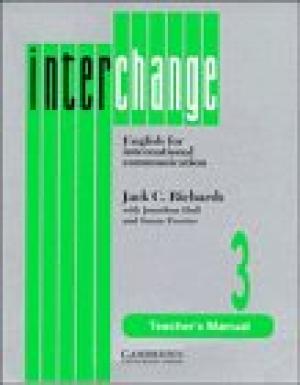 interchange
English for
international
communication
Jack C. Richards
with Jonathan Hull
and Susan Proctor
3
Teacher's Manual
CAMBRIDGE